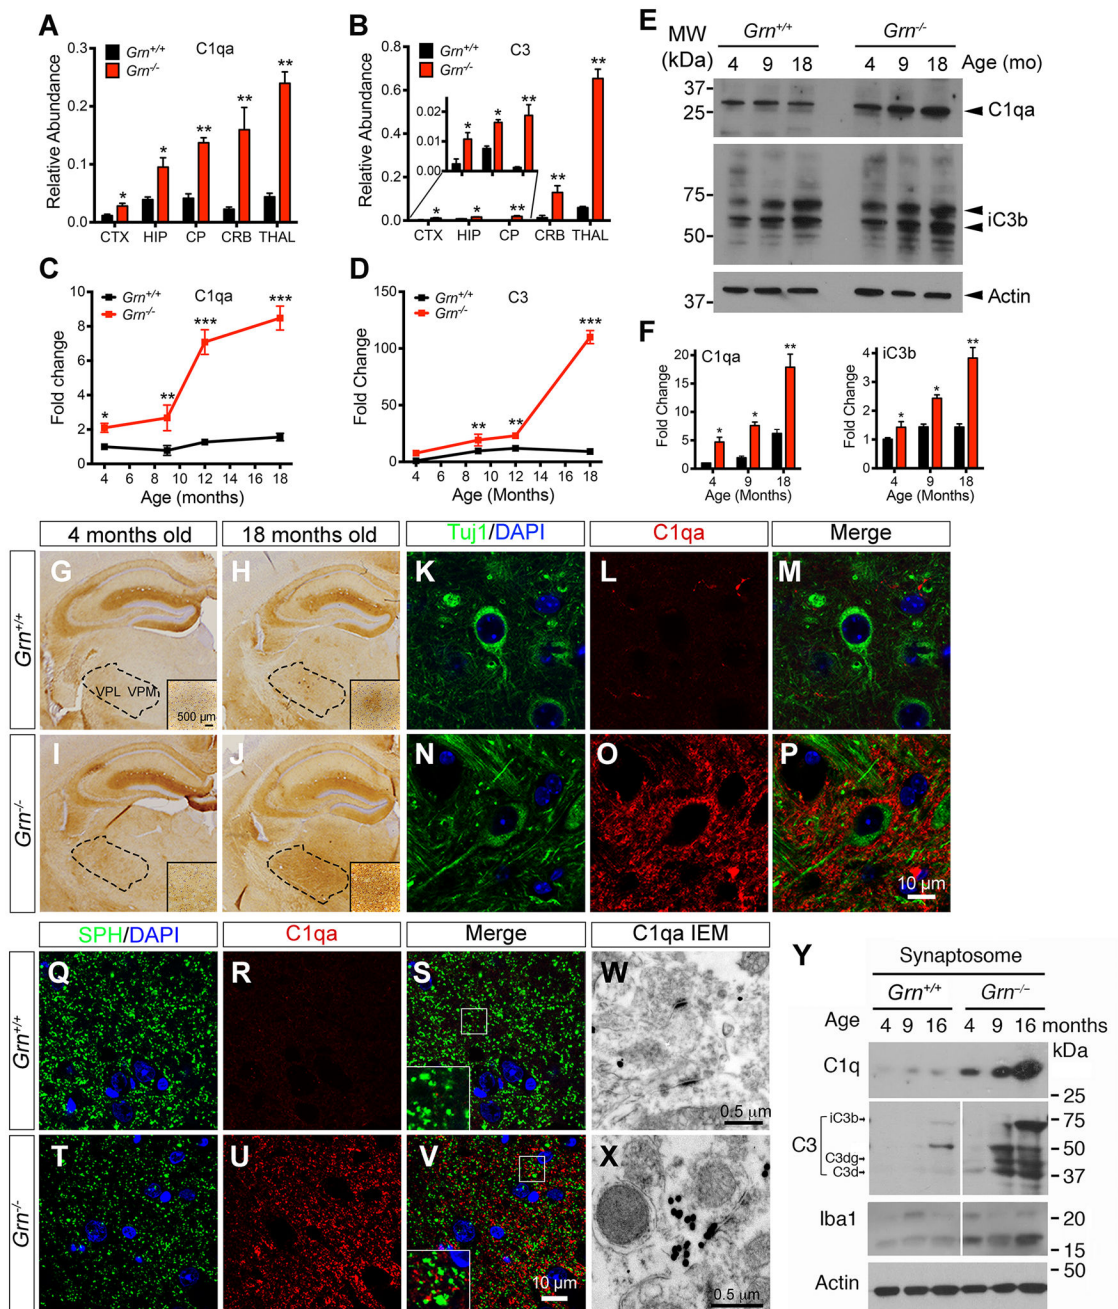 A
C1qa
Grn+/+
Grn-/-
Relative Abundance
0.3
0.2
0.1
0.0
*
*
**
**
**
CTX HIP CP CRB THAL
B
C3
Grn+/+
Grn-/-
Relative Abundance
0.8
0.6
0.4
0.2
0.0
0.02
0.01
0.00
*
*
**
*
*
**
**
**
CTX HIP CP CRB THAL
C
C1qa
Grn+/+
Grn-/-
Fold change
10
8
6
4
2
0
*
**
***
***
4 6 8 10 12 14 16 18
Age (months)
D
C3
Grn+/+
Grn-/-
Fold Change
150
100
50
0
**
**
***
4 6 8 10 12 14 16 18
Age (Months)
E
MW
(kDa)
Grn+/+ Grn-/-
4 9 18 4 9 18 Age (mo)
37
25
C1qa
75
50
iC3b
37
Actin
F
C1qa
Fold Change
20
15
10
5
0
*
*
**
4 9 18
Age (Months)
iC3b
Fold Change
4
3
2
1
0
*
*
**
4 9 18
Age (Months)
4 months old 18 months old Tuj1/DAPI C1qa Merge
Grn+/+
G H K L M
VPL VPM
500 µm
Grn-/-
I J N O P
10 µm
SPH/DAPI C1qa Merge C1qa IEM
Grn+/+
Q R S W
0.5 µm
Grn-/-
T U V X
10 µm
0.5 µm
Y
Synaptosome
Grn+/+ Grn-/-
Age 4 9 16 4 9 16 months
kDa
C1q
25
C3
iC3b
C3dg
C3d
75
50
37
Iba1
20
15
50
Actin